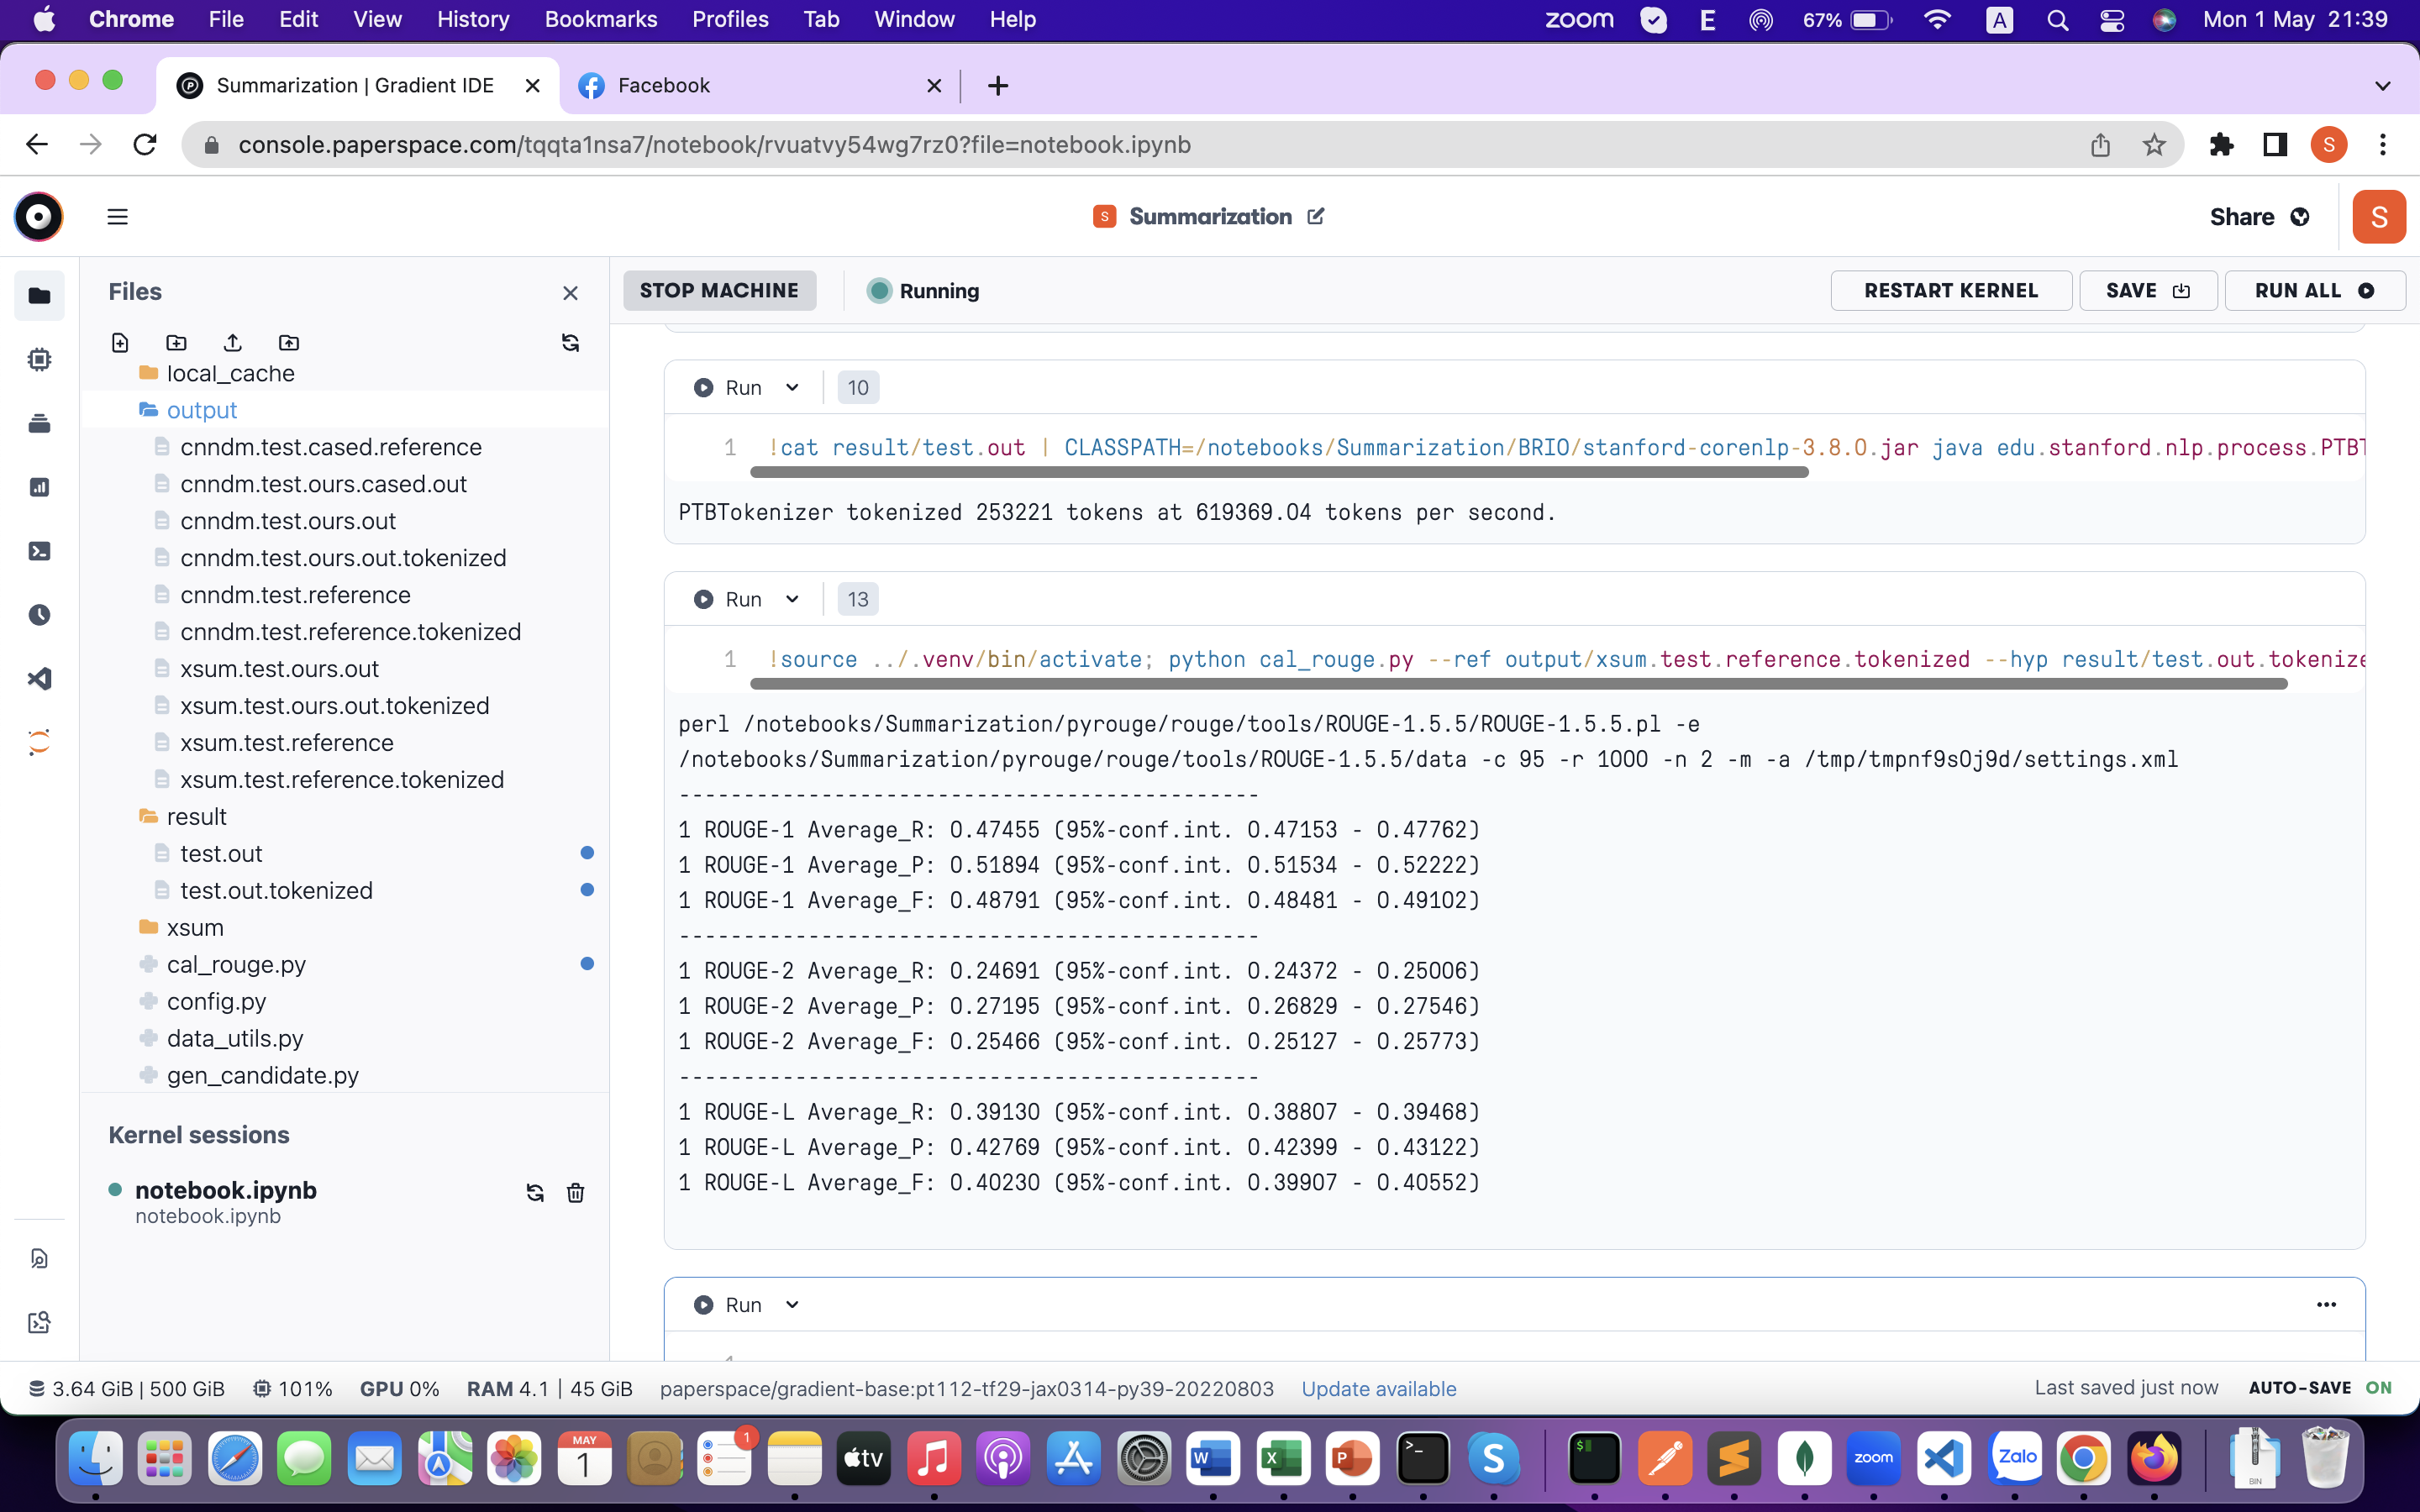 Chrome File Edit View History Bookmarks Profiles Tab Window Help zoom E 67% A Mon 1 May 21:39
Summarization | Gradient IDE Facebook
console.paperspace.com/tqqta1nsa7/notebook/rvuatvy54wg7rz0?file=notebook.ipynb S
S Summarization Share S
Files STOP MACHINE Running RESTART KERNEL SAVE RUN ALL
local_cache
output
cnndm.test.cased.reference
cnndm.test.ours.cased.out
cnndm.test.ours.out
cnndm.test.ours.out.tokenized
cnndm.test.reference
cnndm.test.reference.tokenized
xsum.test.ours.out
xsum.test.ours.out.tokenized
xsum.test.reference
xsum.test.reference.tokenized
result
test.out
test.out.tokenized
xsum
cal_rouge.py
config.py
data_utils.py
gen_candidate.py
Kernel sessions
notebook.ipynb
notebook.ipynb
Run 10
1 !cat result/test.out | CLASSPATH=/notebooks/Summarization/BRIO/stanford-corenlp-3.8.0.jar java edu.stanford.nlp.process.PTBT
PTBTokenizer tokenized 253221 tokens at 619369.04 tokens per second.
Run 13
1 !source ../.venv/bin/activate; python cal_rouge.py --ref output/xsum.test.reference.tokenized --hyp result/test.out.tokenize
perl /notebooks/Summarization/pyrouge/rouge/tools/ROUGE-1.5.5/ROUGE-1.5.5.pl -e
/notebooks/Summarization/pyrouge/rouge/tools/ROUGE-1.5.5/data -c 95 -r 1000 -n 2 -m -a /tmp/tmpnf9s0j9d/settings.xml
---------------------------------------------
1 ROUGE-1 Average_R: 0.47455 (95%-conf.int. 0.47153 - 0.47762)
1 ROUGE-1 Average_P: 0.51894 (95%-conf.int. 0.51534 - 0.52222)
1 ROUGE-1 Average_F: 0.48791 (95%-conf.int. 0.48481 - 0.49102)
---------------------------------------------
1 ROUGE-2 Average_R: 0.24691 (95%-conf.int. 0.24372 - 0.25006)
1 ROUGE-2 Average_P: 0.27195 (95%-conf.int. 0.26829 - 0.27546)
1 ROUGE-2 Average_F: 0.25466 (95%-conf.int. 0.25127 - 0.25773)
---------------------------------------------
1 ROUGE-L Average_R: 0.39130 (95%-conf.int. 0.38807 - 0.39468)
1 ROUGE-L Average_P: 0.42769 (95%-conf.int. 0.42399 - 0.43122)
1 ROUGE-L Average_F: 0.40230 (95%-conf.int. 0.39907 - 0.40552)
Run
3.64 GiB | 500 GiB 101% GPU 0% RAM 4.1 | 45 GiB paperspace/gradient-base:pt112-tf29-jax0314-py39-20220803 Update available Last saved just now AUTO-SAVE ON
MAY 1 1 tv W X P >_ S $ zoom Zalo BIN